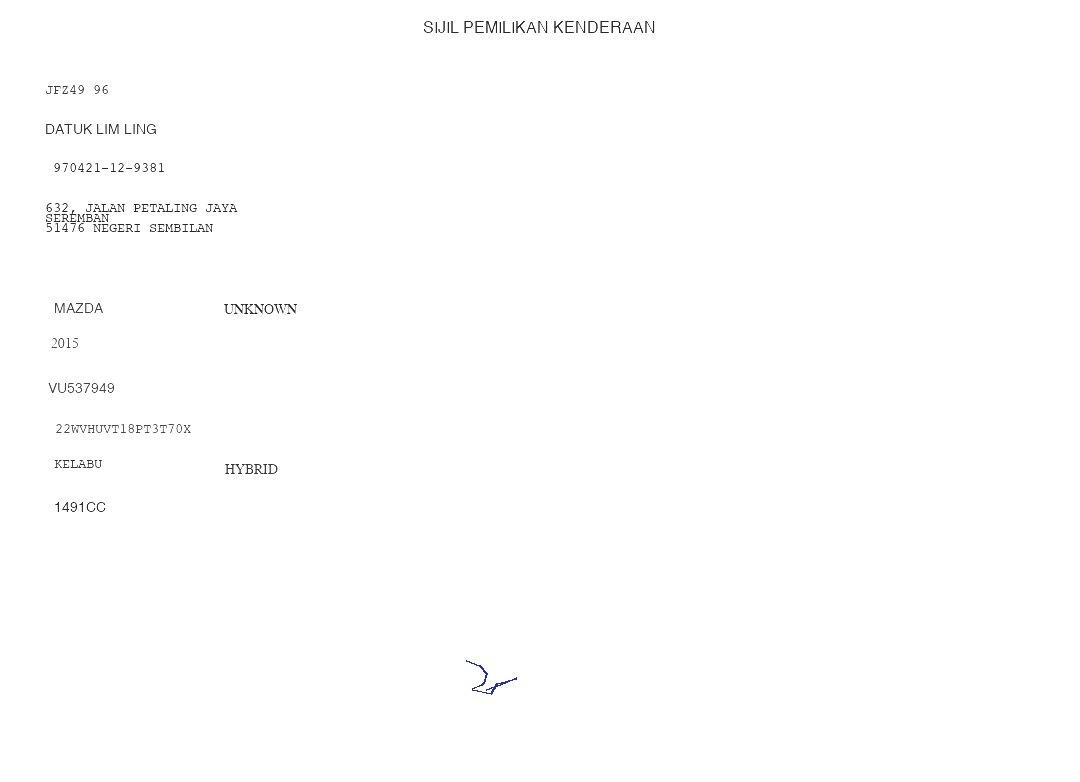 SIJIL PEMILIKAN KENDERAAN
JFZ49 96
DATUK LIM LING
970421-12-9381
632, JALAN PETALING JAYA
SEREMBAN
51476 NEGERI SEMBILAN
MAZDA UNKNOWN
2015
VU537949
22WVHUVT18PT3T70X
KELABU HYBRID
1491CC